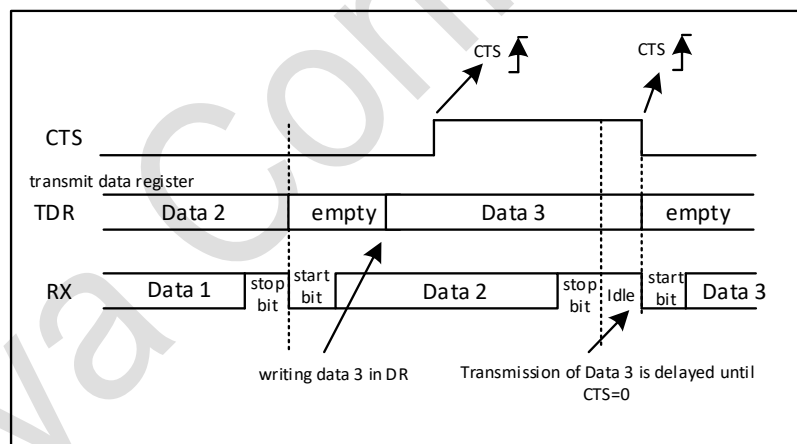 CTS
CTS
CTS
transmit data register
TDR
Data 2
empty
Data 3
empty
RX
Data 1
stop
bit
start
bit
Data 2
stop
bit
Idle
start
bit
Data 3
writing data 3 in DR
Transmission of Data 3 is delayed until
CTS=0